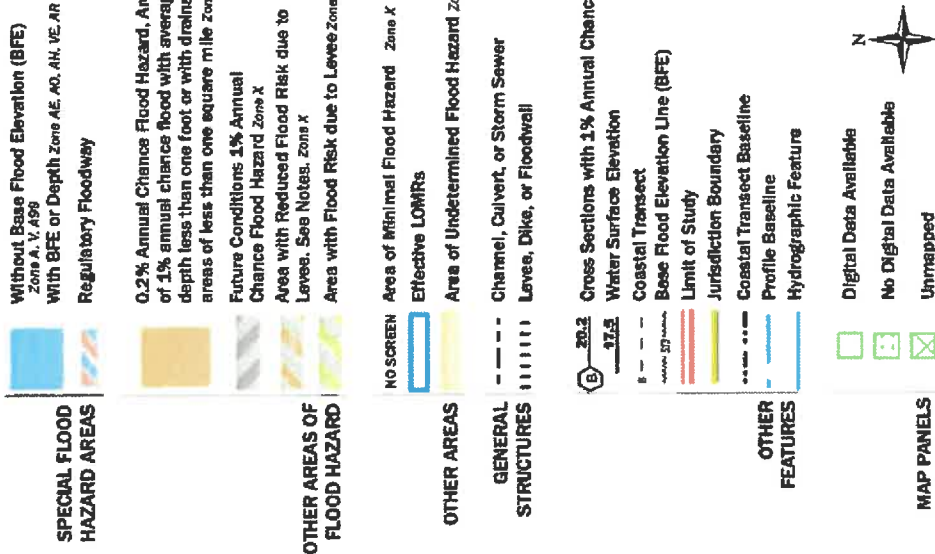 SPECIAL FLOOD
HAZARD AREAS
Without Base Flood Elevation (BFE)
Zone A, V, A99
With BFE or Depth Zone AE, AO, AH, VE, AR
Regulatory Floodway
OTHER AREAS OF
FLOOD HAZARD
0.2% Annual Chance Flood Hazard,
of 1% annual chance flood with
depth less than one foot or with
areas of less than one square mile
Future Conditions 1% Annual
Chance Flood Hazard Zone X
Area with Reduced Flood Risk due to
Levee. See Notes. Zone X
Area with Flood Risk due to Levee Zone
OTHER AREAS
NO SCREEN Area of Minimal Flood Hazard Zone X
Effective LOMRs
Area of Undetermined Flood Hazard
GENERAL
STRUCTURES
Channel, Culvert, or Storm Sewer
Levee, Dike, or Floodwall
OTHER
FEATURES
B 20.2 Cross Sections with 1% Annual Chance
17.5 Water Surface Elevation
8 Coastal Transect
513 Base Flood Elevation Line (BFE)
Limit of Study
Jurisdiction Boundary
Coastal Transect Baseline
Profile Baseline
Hydrographic Feature
MAP PANELS
Digital Data Available
No Digital Data Available
Unmapped
N